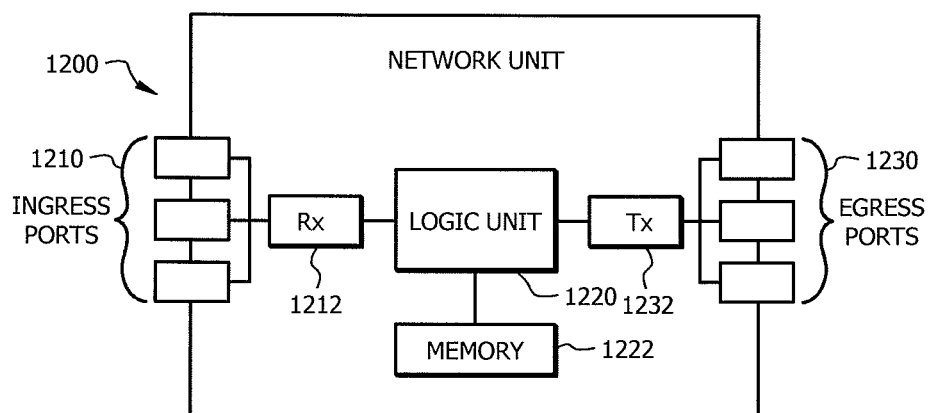 1200
NETWORK UNIT
1210
INGRESS
PORTS
Rx
1212
LOGIC UNIT
1220
Tx
1232
1230
EGRESS
PORTS
MEMORY
1222